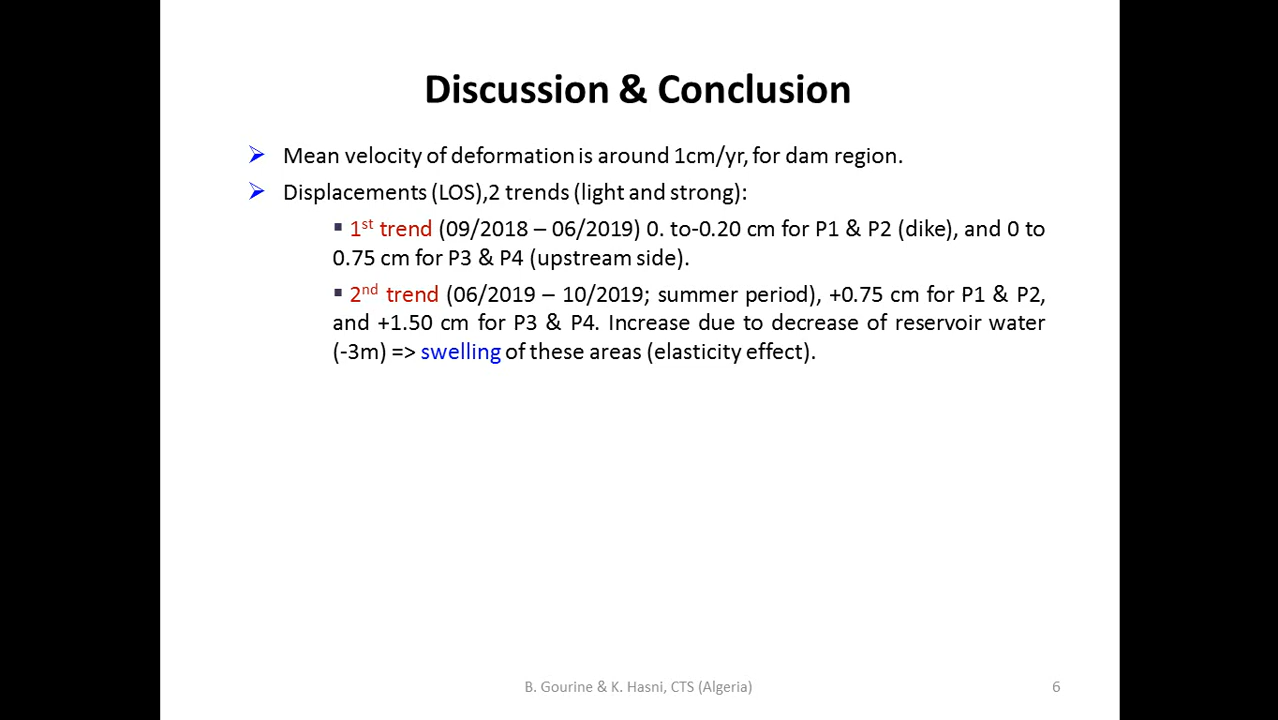 Discussion & Conclusion
Mean velocity of deformation is around 1cm/yr, for dam region.
Displacements (LOS),2 trends (light and strong):
1st trend (09/2018 – 06/2019) 0. to-0.20 cm for P1 & P2 (dike), and 0 to
0.75 cm for P3 & P4 (upstream side).
2nd trend (06/2019 – 10/2019; summer period), +0.75 cm for P1 & P2,
and +1.50 cm for P3 & P4. Increase due to decrease of reservoir water
(-3m) => swelling of these areas (elasticity effect).
B. Gourine & K. Hasni, CTS (Algeria)
6